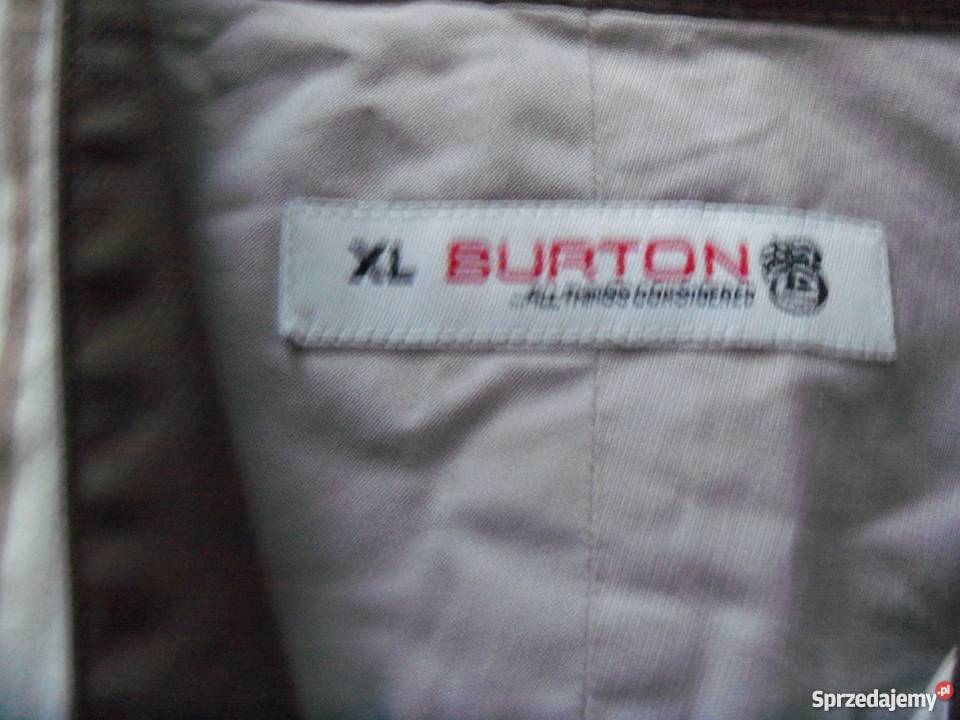 XL BURTON
ALL THINGS CONSIDERED
Sprzedajemy.pl